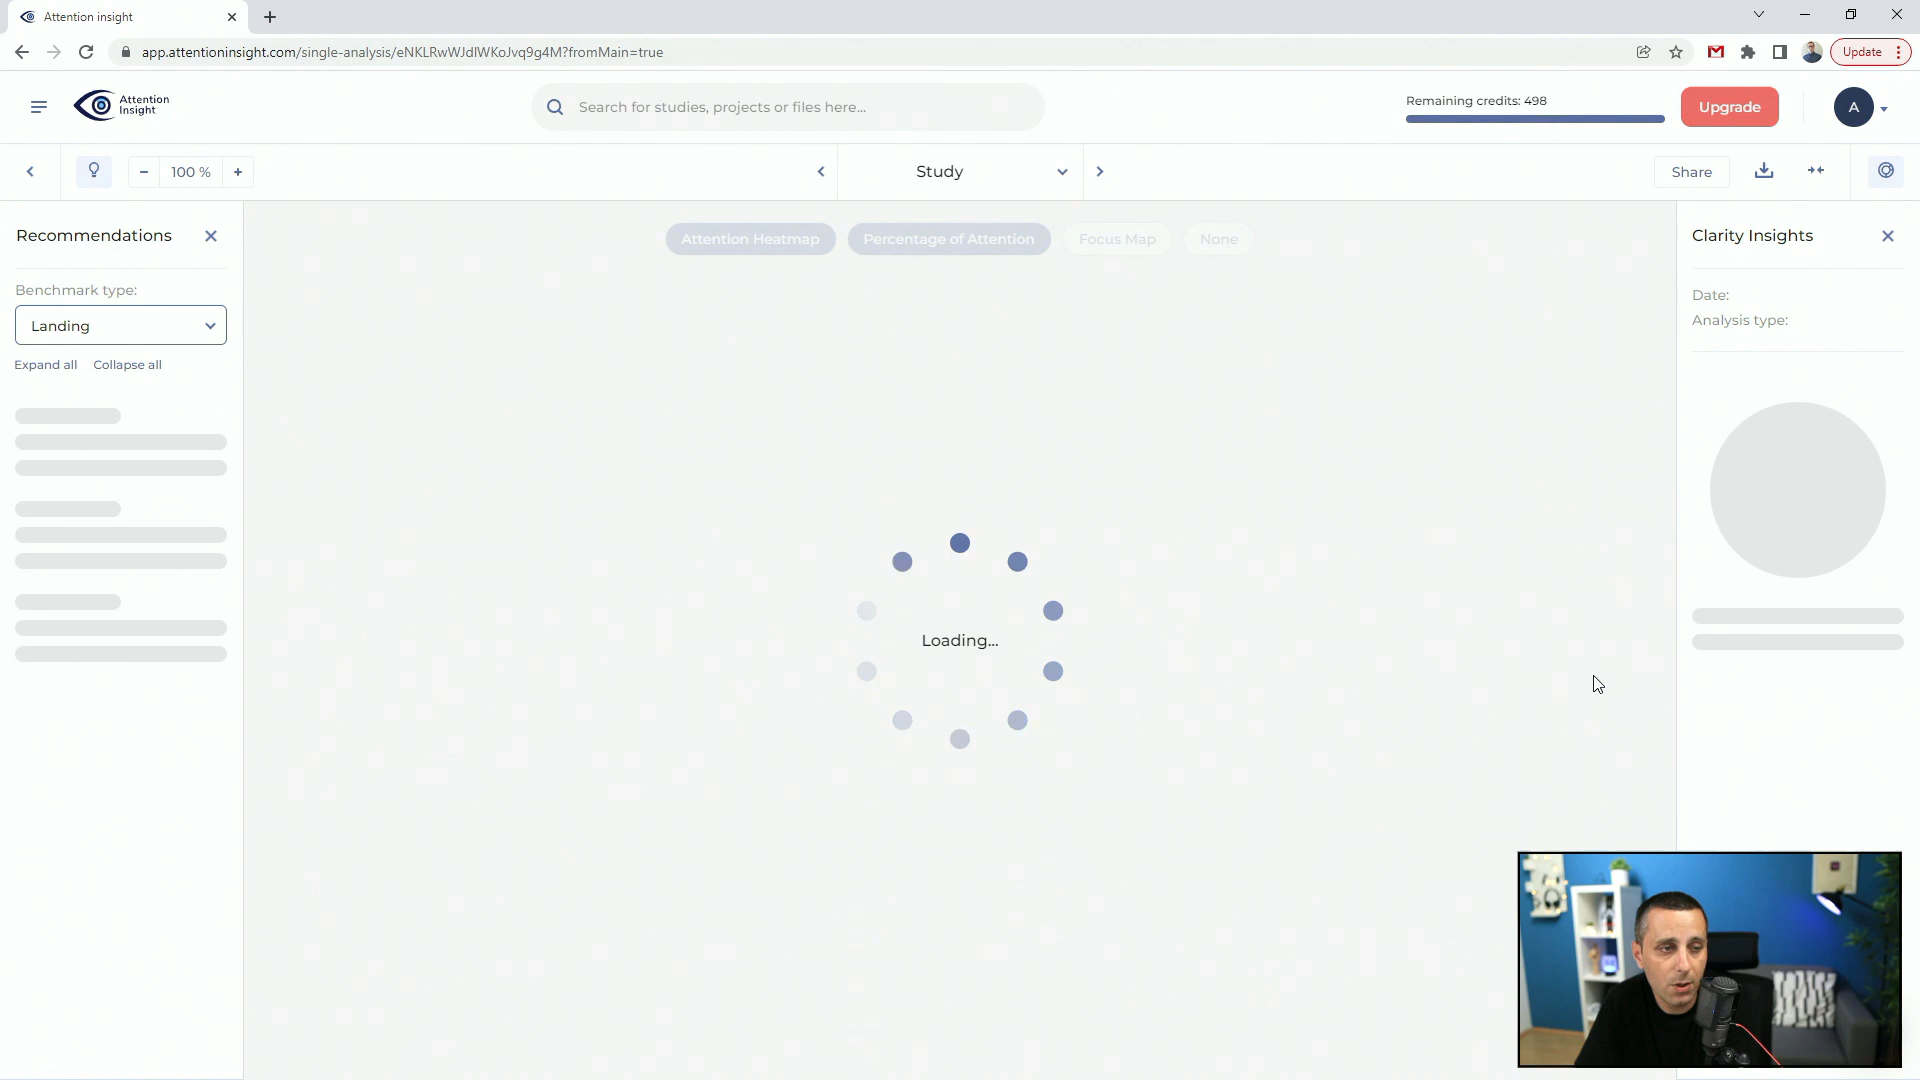 Attention insight
app.attentioninsight.com/single-analysis/eNKLRwWJdlWKoJvq9g4M?fromMain=true
Update
Attention
Insight
Search for studies, projects or files here...
Remaining credits: 498
Upgrade
A
100 %
Study
Share
Recommendations
Attention Heatmap
Percentage of Attention
Focus Map
None
Clarity Insights
Benchmark type:
Landing
Expand all
Collapse all
Date:
Analysis type:
Loading...